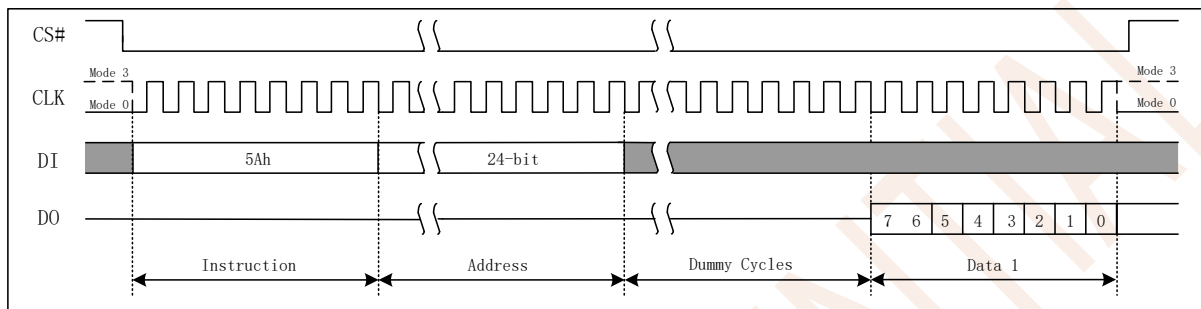 CS#
Mode 3
Mode 3
CLK
Mode 0
Mode 0
DI
5Ah
24-bit
DO
7 6 5 4 3 2 1 0
Instruction
Address
Dummy Cycles
Data 1